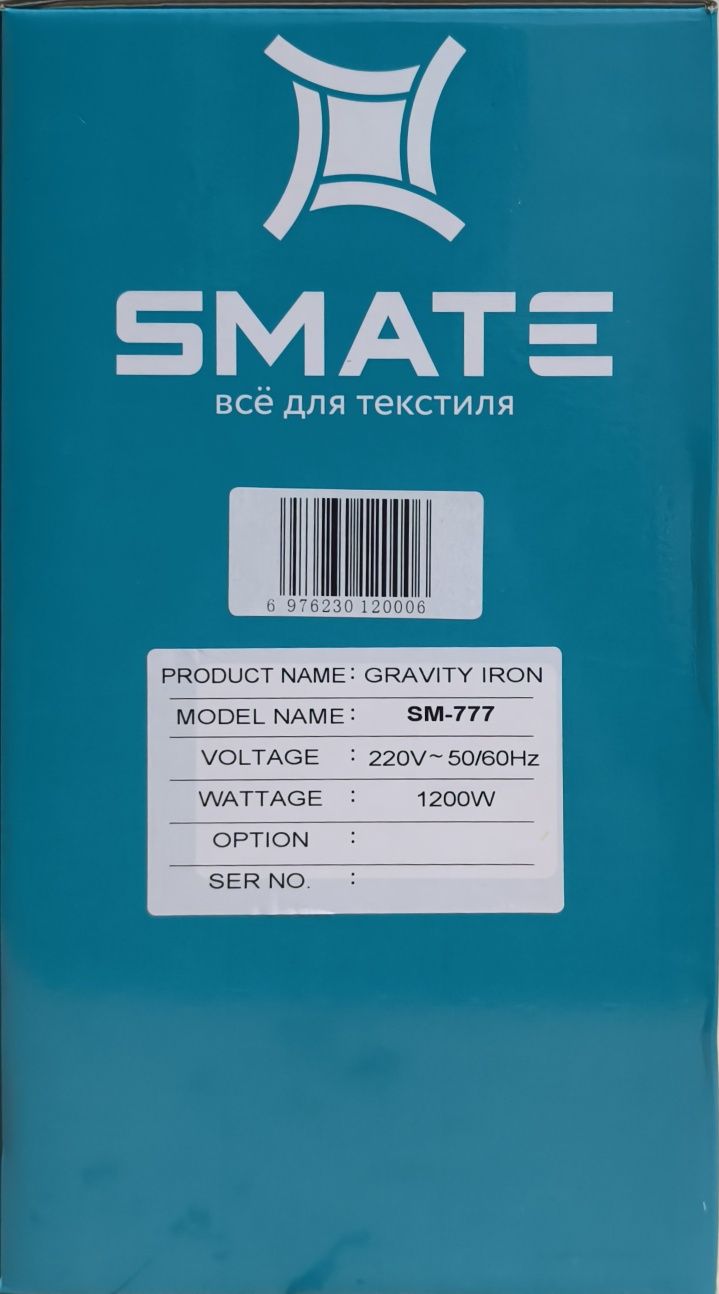 SMATE
всё для текстиля
6 976230 120006
PRODUCT NAME: GRAVITY IRON
MODEL NAME: SM-777
VOLTAGE : 220V~50/60Hz
WATTAGE : 1200W
OPTION :
SER NO. :